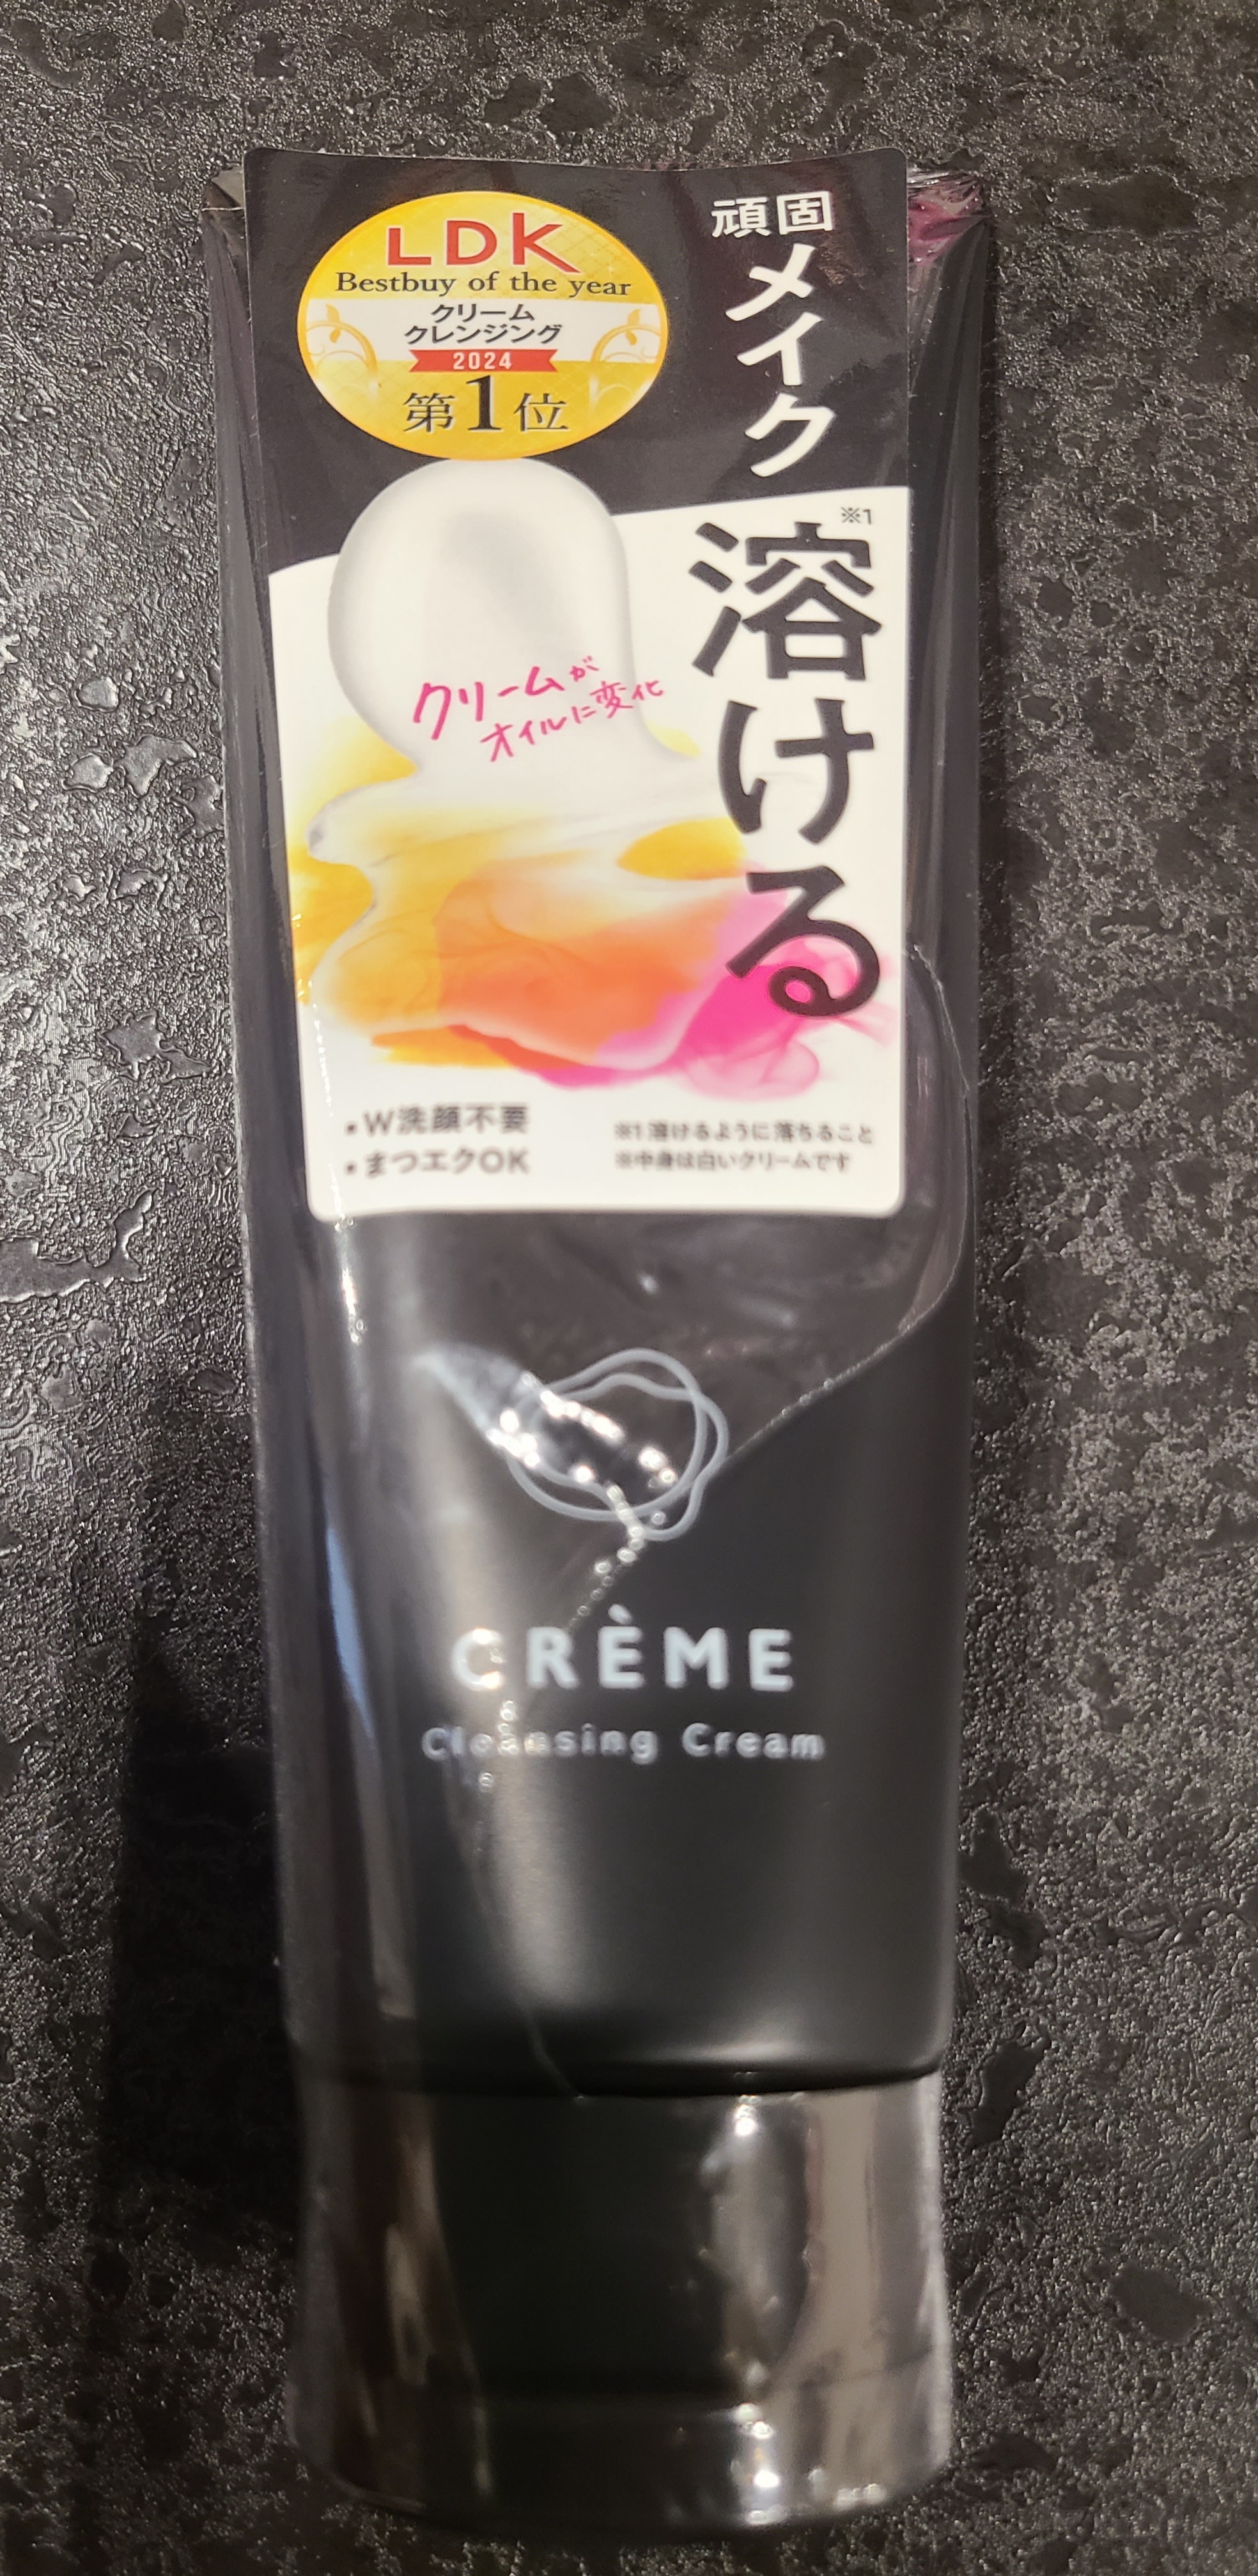 LDK
Bestbuy of the year
クリーム
クレンジング
2024
第1位
頑固
メイク
溶ける
※1
クリームが
オイルに変化
•W洗顔不要
•まつエクOK
※1溶けるように落ちること
※中身は白いクリームです
CRÈME
Cleansing Cream